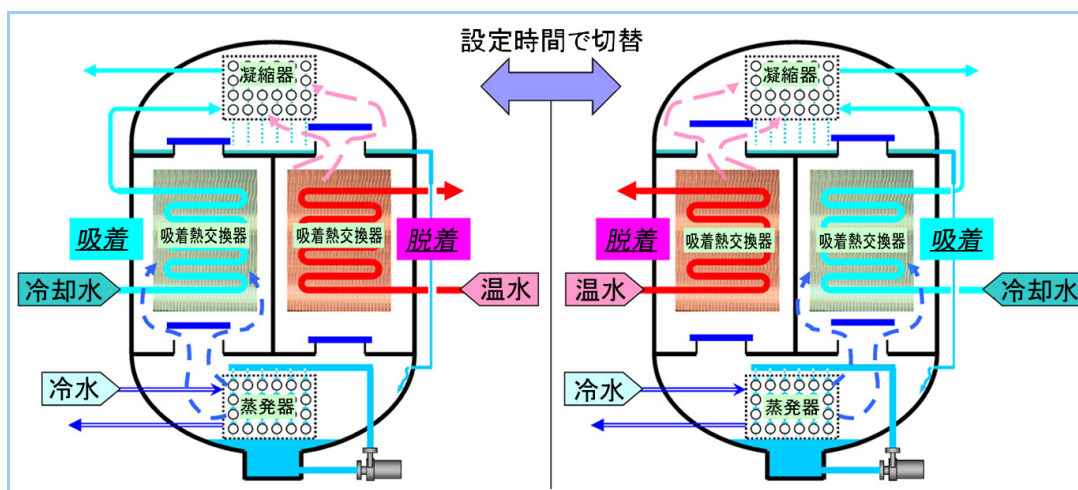 設定時間で切替
凝縮器
吸着
吸着熱交換器
吸着熱交換器
脱着
冷却水
温水
冷水
蒸発器
凝縮器
脱着
吸着熱交換器
吸着熱交換器
吸着
温水
冷却水
冷水
蒸発器